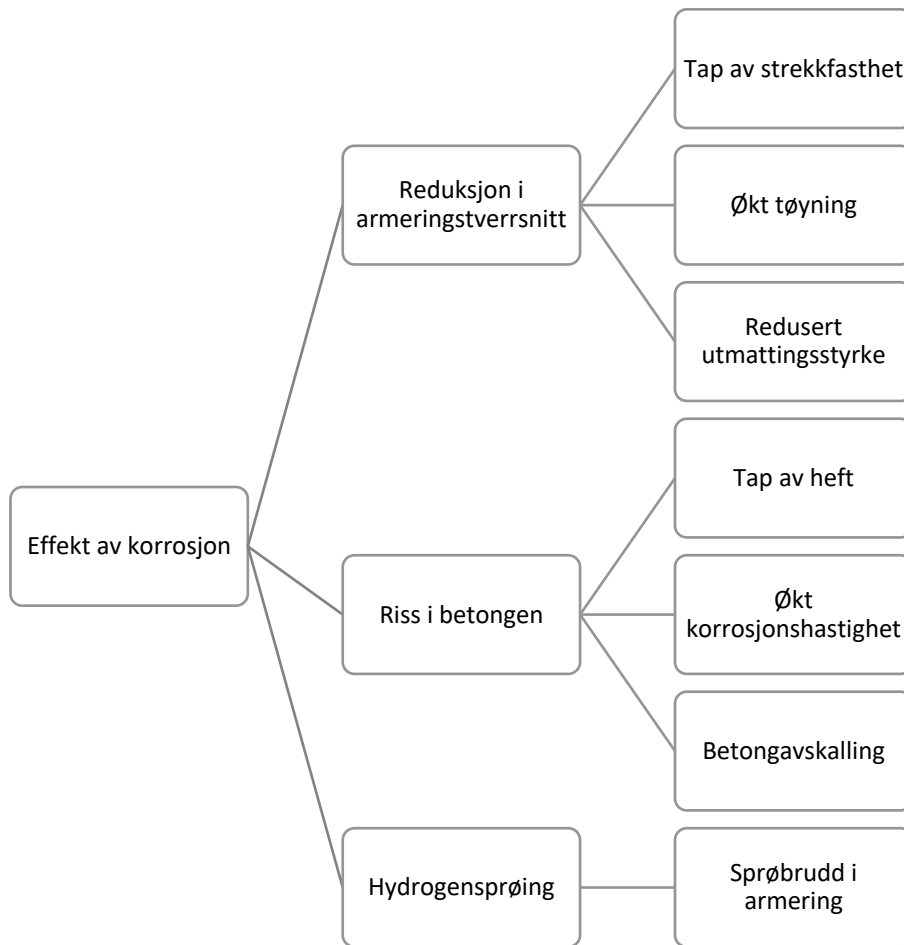 Effekt av korrosjon
Reduksjon i
armeringstverrsnitt
Tap av strekkfasthet
Økt tøyning
Redusert
utmattingsstyrke
Riss i betongen
Tap av heft
Økt
korrosjonshastighet
Betongavskalling
Hydrogensprøing
Sprøbrudd i
armering